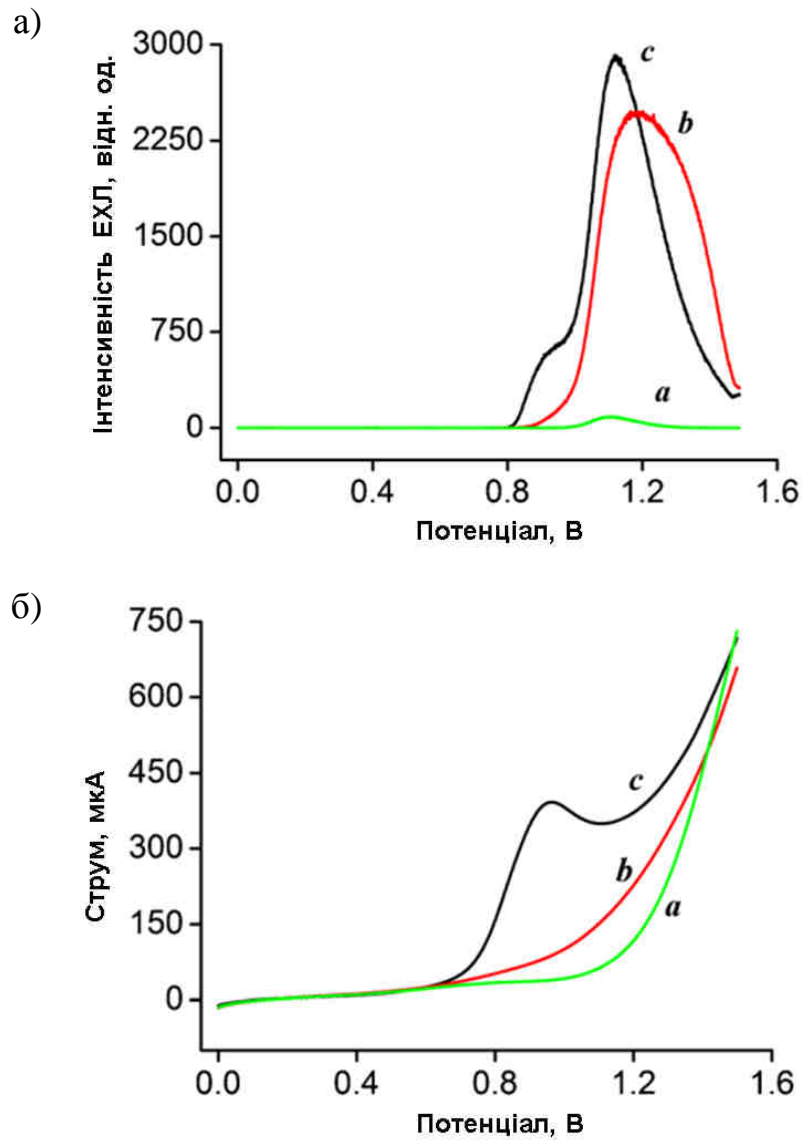 а)
3000
2250
1500
750
0
Інтенсивність ЕХЛ, відн. од.
c
b
a
0.0 0.4 0.8 1.2 1.6
Потенціал, В
б)
750
600
450
300
150
0
Струм, мкА
c
b
a
0.0 0.4 0.8 1.2 1.6
Потенціал, В